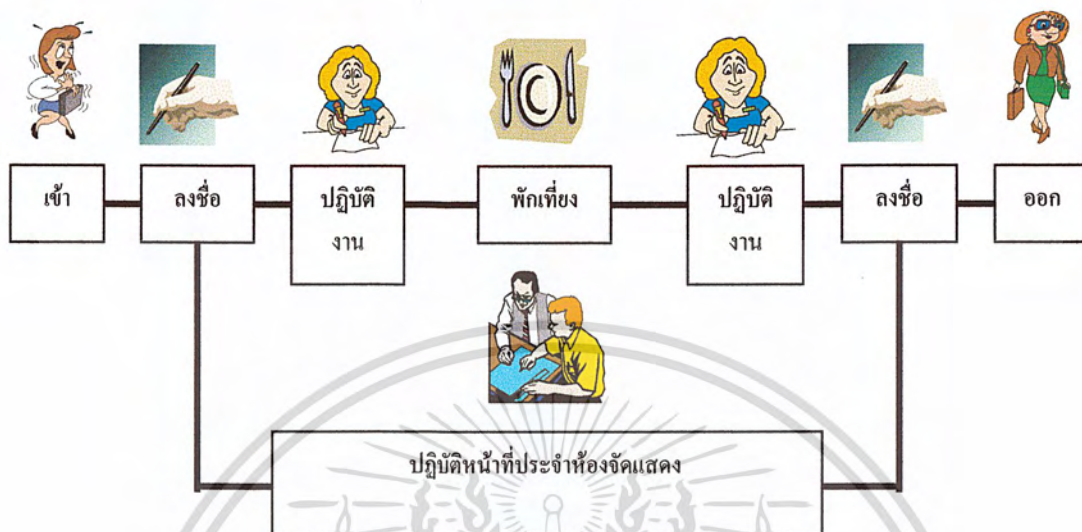 เข้า
ลงชื่อ
ปฏิบัติ
งาน
พักเที่ยง
ปฏิบัติ
งาน
ลงชื่อ
ออก
ปฏิบัติหน้าที่ประจำห้องจัดแสดง